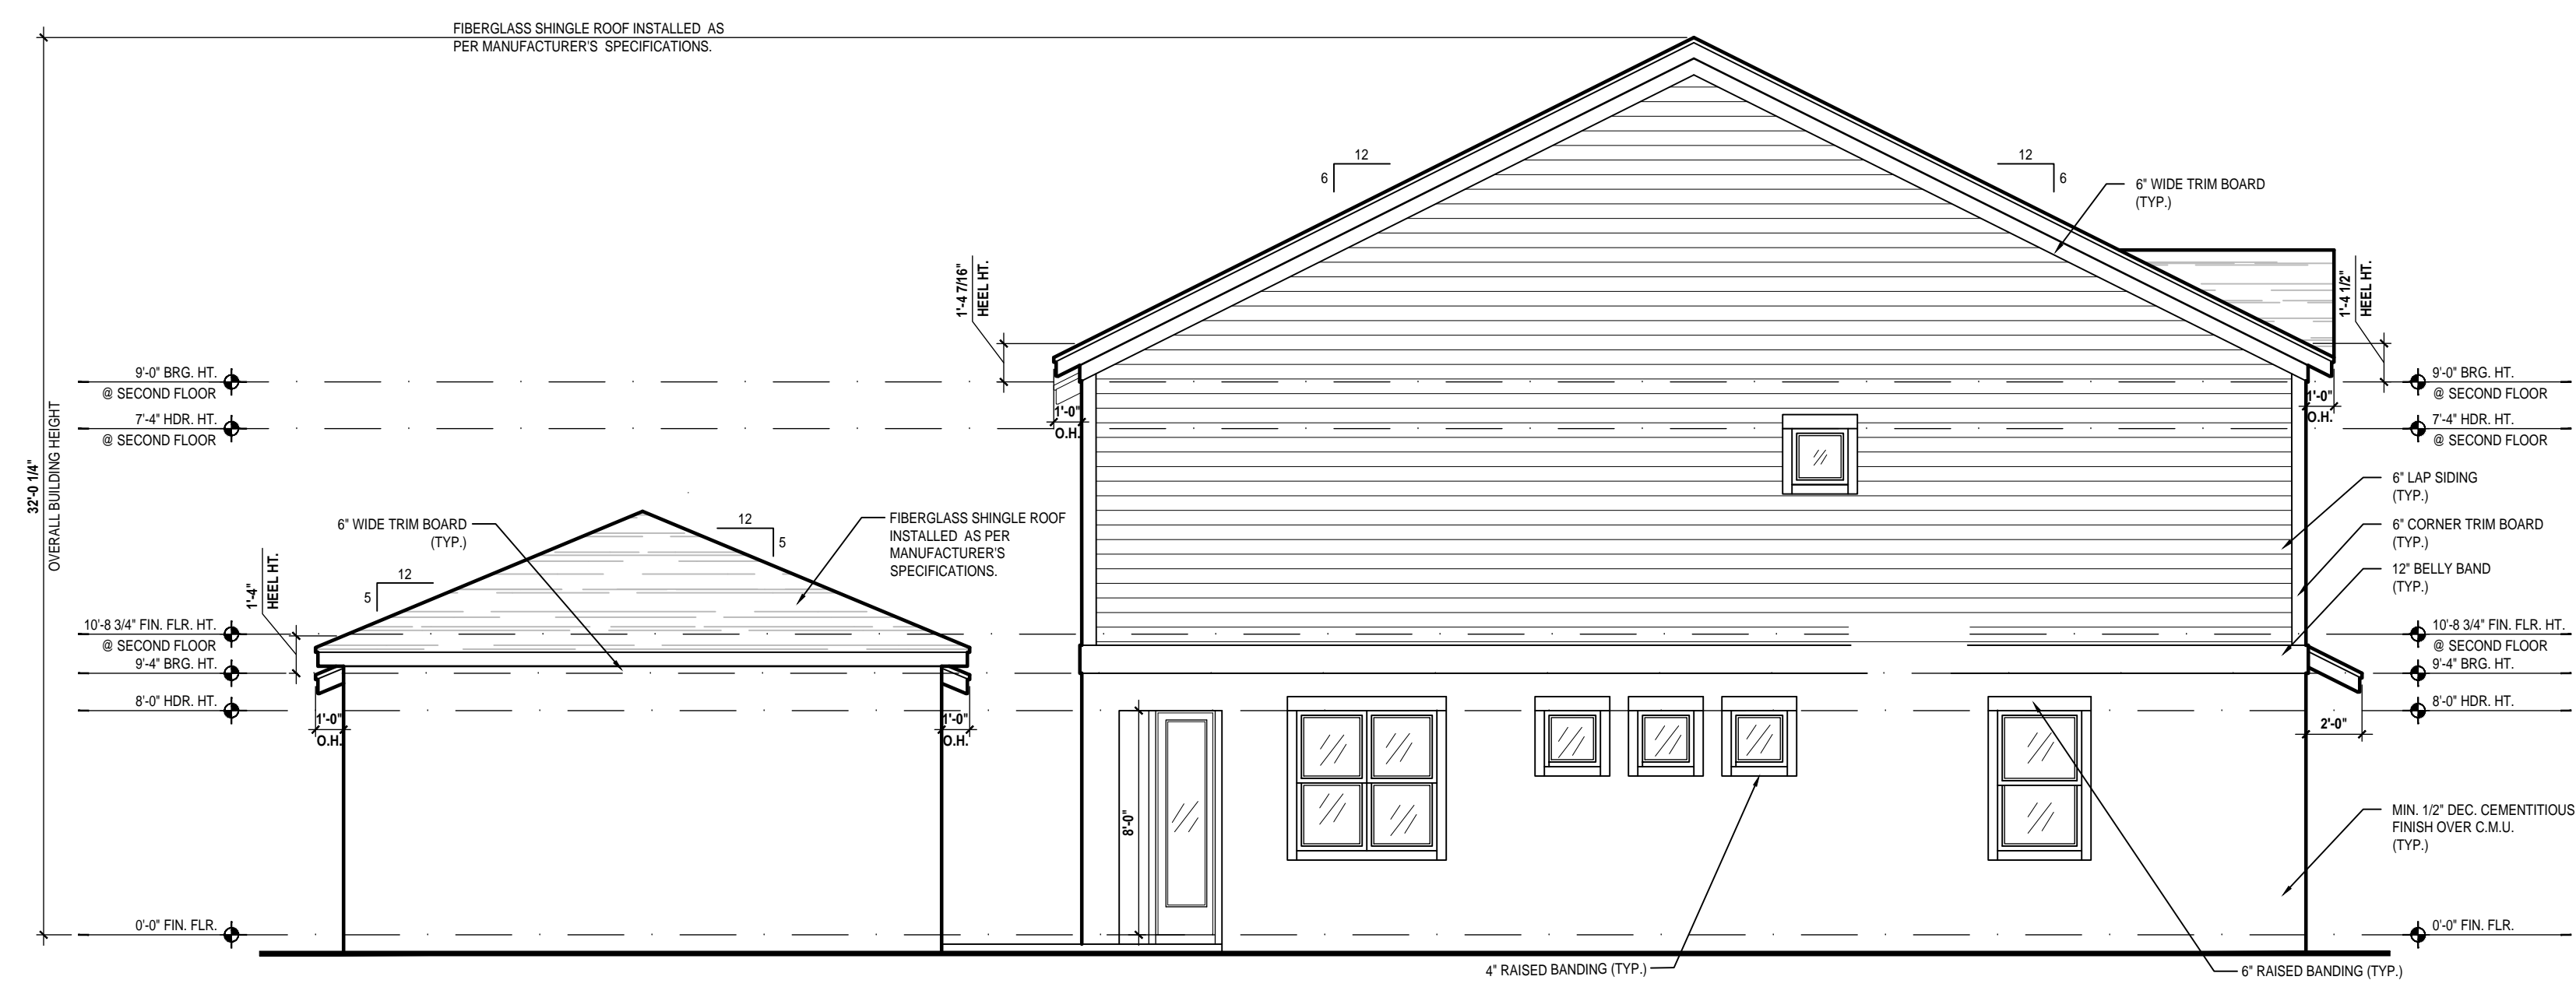 FIBERGLASS SHINGLE ROOF INSTALLED AS
PER MANUFACTURER'S SPECIFICATIONS.
12
6
12
6
6" WIDE TRIM BOARD
(TYP.)
32'-0 1/4"
OVERALL BUILDING HEIGHT
1'-4 7/16"
HEEL HT.
1'-4 1/2"
HEEL HT.
9'-0" BRG. HT.
@ SECOND FLOOR
7'-4" HDR. HT.
@ SECOND FLOOR
1'-0"
O.H.
1'-0"
O.H.
9'-0" BRG. HT.
@ SECOND FLOOR
7'-4" HDR. HT.
@ SECOND FLOOR
6" LAP SIDING
(TYP.)
6" CORNER TRIM BOARD
(TYP.)
12" BELLY BAND
(TYP.)
6" WIDE TRIM BOARD
(TYP.)
12
5
FIBERGLASS SHINGLE ROOF
INSTALLED AS PER
MANUFACTURER'S
SPECIFICATIONS.
12
5
1'-4"
HEEL HT.
10'-8 3/4" FIN. FLR. HT.
@ SECOND FLOOR
9'-4" BRG. HT.
8'-0" HDR. HT.
10'-8 3/4" FIN. FLR. HT.
@ SECOND FLOOR
9'-4" BRG. HT.
8'-0" HDR. HT.
1'-0"
O.H.
1'-0"
O.H.
2'-0"
8'-0"
MIN. 1/2" DEC. CEMENTITIOUS
FINISH OVER C.M.U.
(TYP.)
0'-0" FIN. FLR.
0'-0" FIN. FLR.
4" RAISED BANDING (TYP.)
6" RAISED BANDING (TYP.)